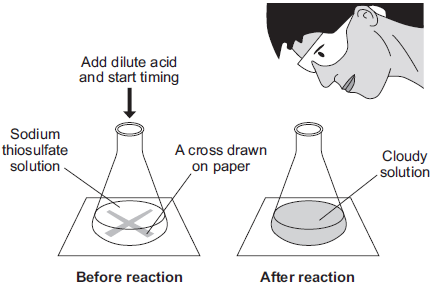 Add dilute acid
and start timing
Sodium
thiosulfate
solution
A cross drawn
on paper
Cloudy
solution
Before reaction
After reaction